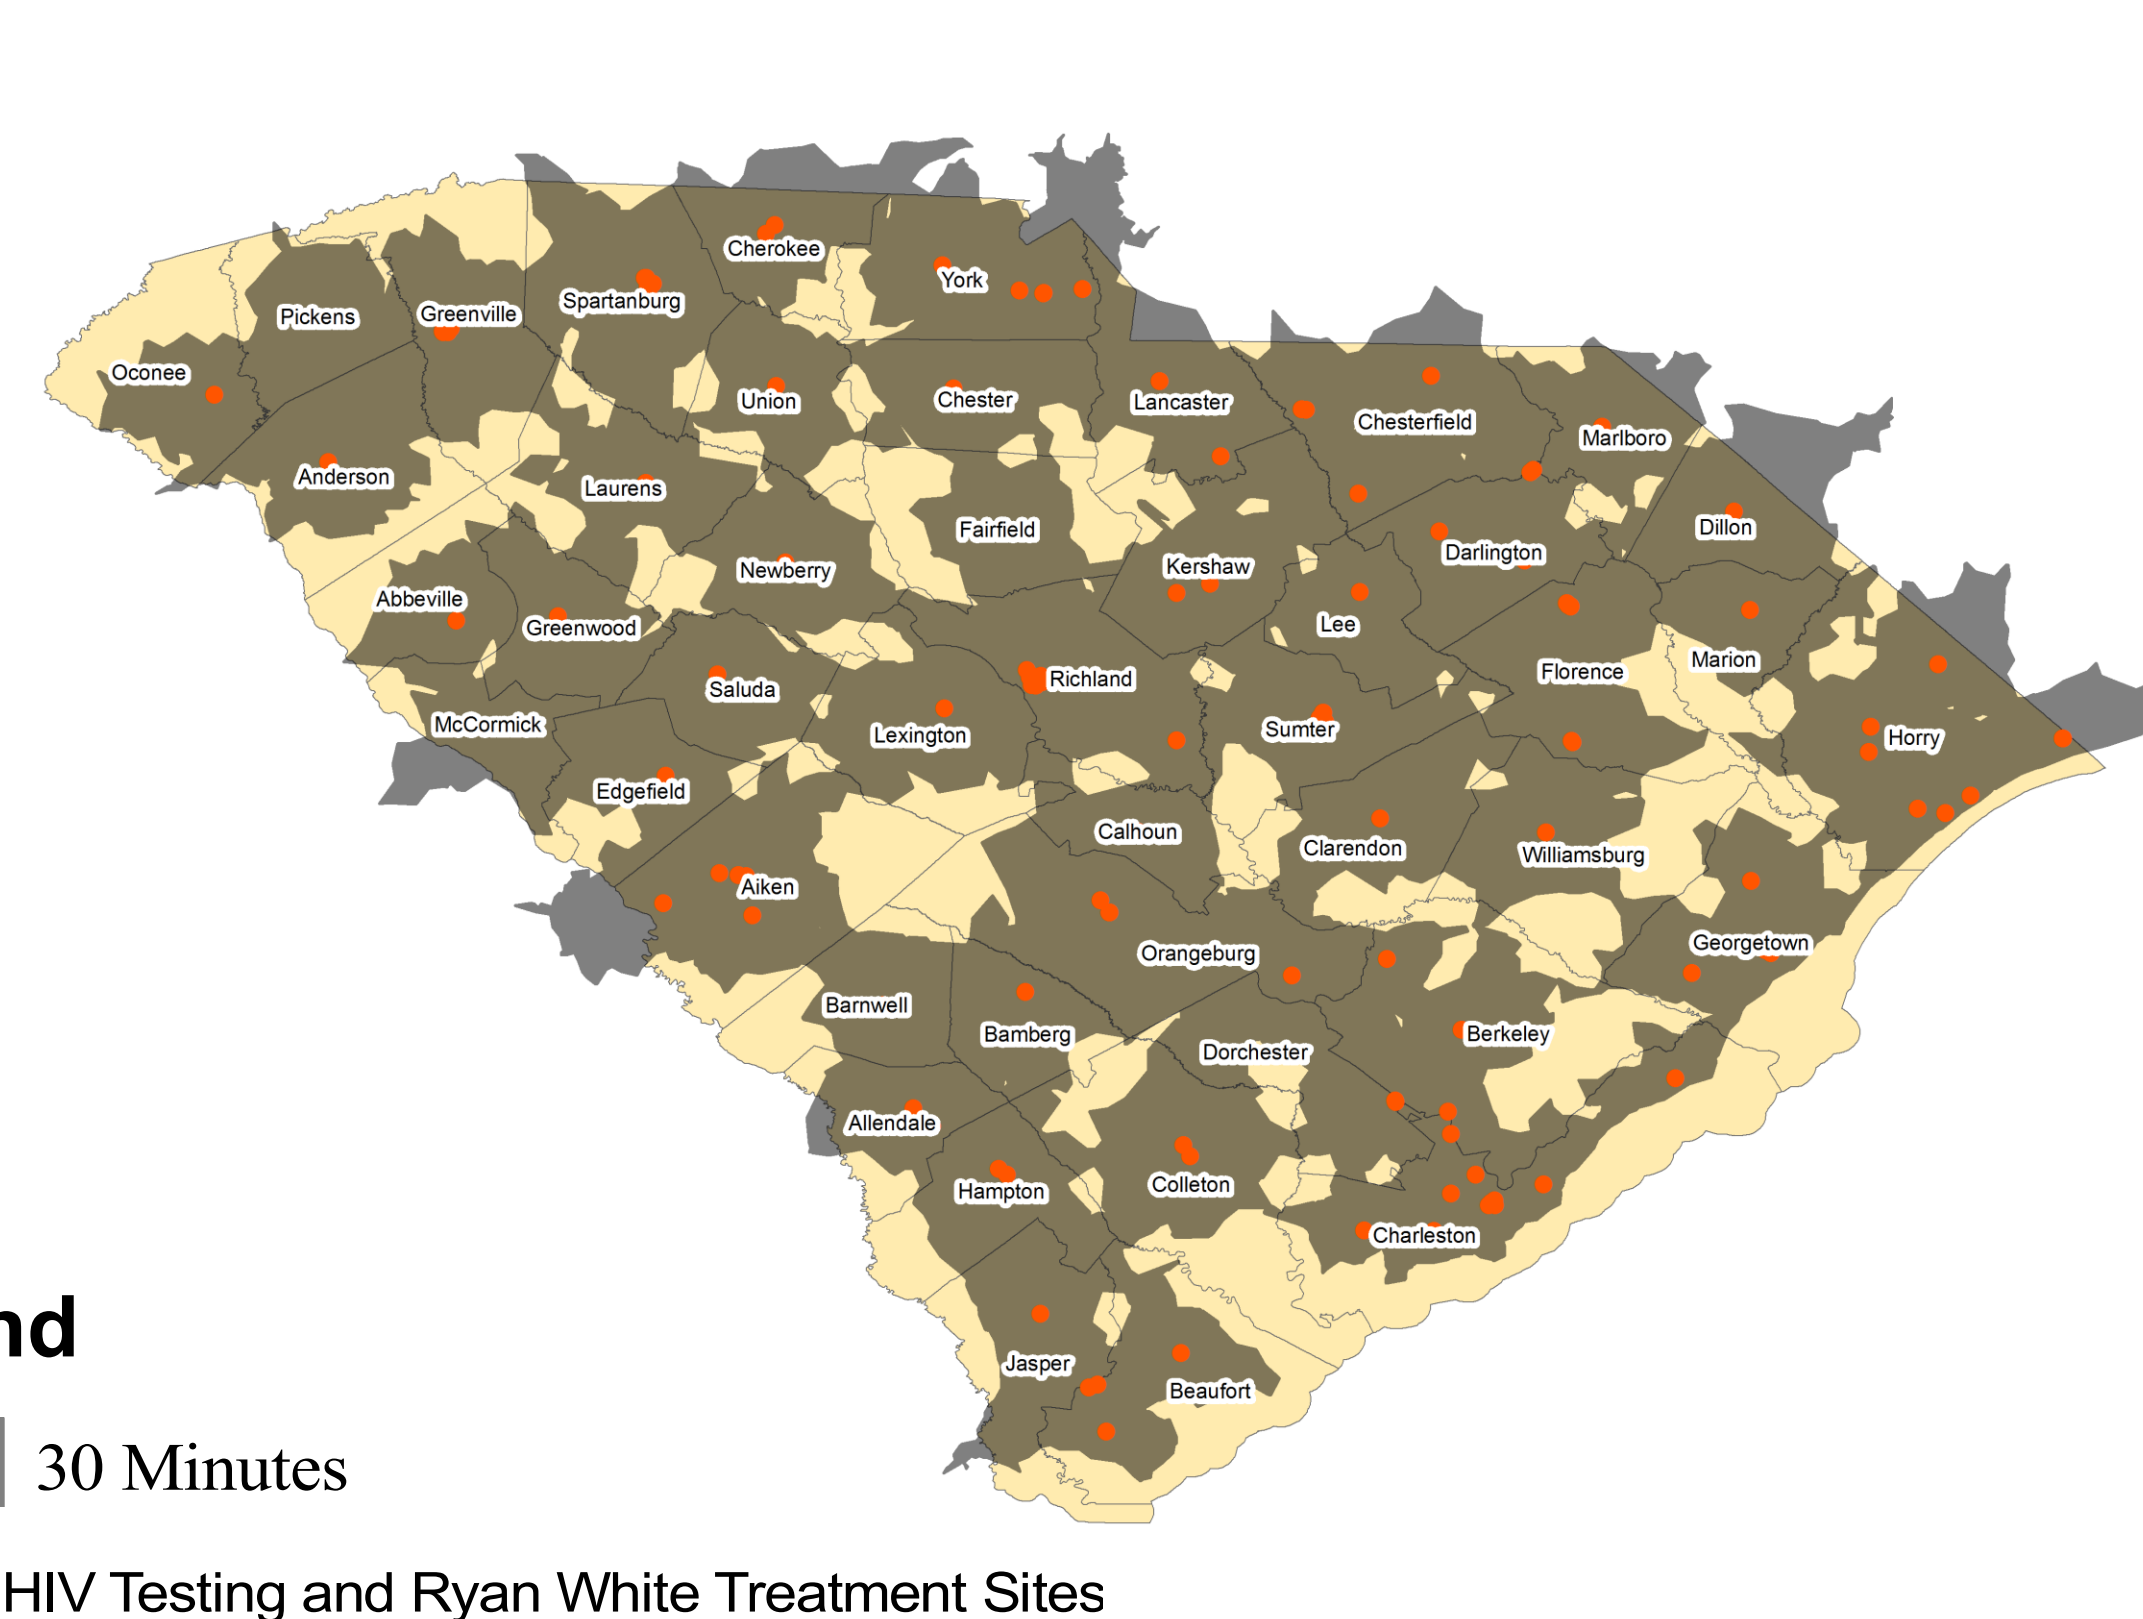 Cherokee
York
Spartanburg
Greenville
Pickens
Oconee
Union
Chester
Lancaster
Chesterfield
Marlboro
Anderson
Laurens
Fairfield
Dillon
Darlington
Kershaw
Newberry
Abbeville
Greenwood
Lee
Marion
Florence
Richland
Saluda
McCormick
Lexington
Sumter
Horry
Edgefield
Calhoun
Clarendon
Williamsburg
Aiken
Georgetown
Orangeburg
Barnwell
Bamberg
Berkeley
Dorchester
Allendale
Hampton
Colleton
Charleston
Jasper
Beaufort
nd
30 Minutes
HIV Testing and Ryan White Treatment Sites